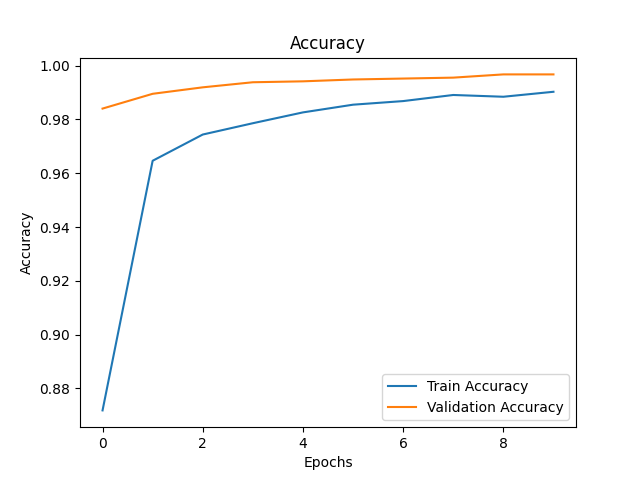 Accuracy
1.00
0.98
0.96
0.94
0.92
0.90
0.88
Accuracy
0
2
4
6
8
Epochs
Train Accuracy
Validation Accuracy